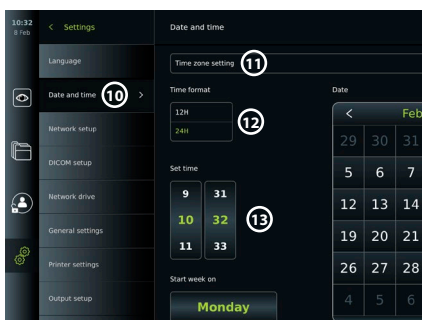 10:32
8 Feb
< Settings
Language
Date and time
10
>
Network setup
DICOM setup
Network drive
General settings
Printer settings
Output setup
Date and time
Time zone setting
11
Time format
12H
24H
12
Set time
9 31
10 32
11 33
13
Start week on
Monday
Date
< Feb
29 30 31
5 6 7
12 13 14
19 20 21
26 27 28
4 5 6